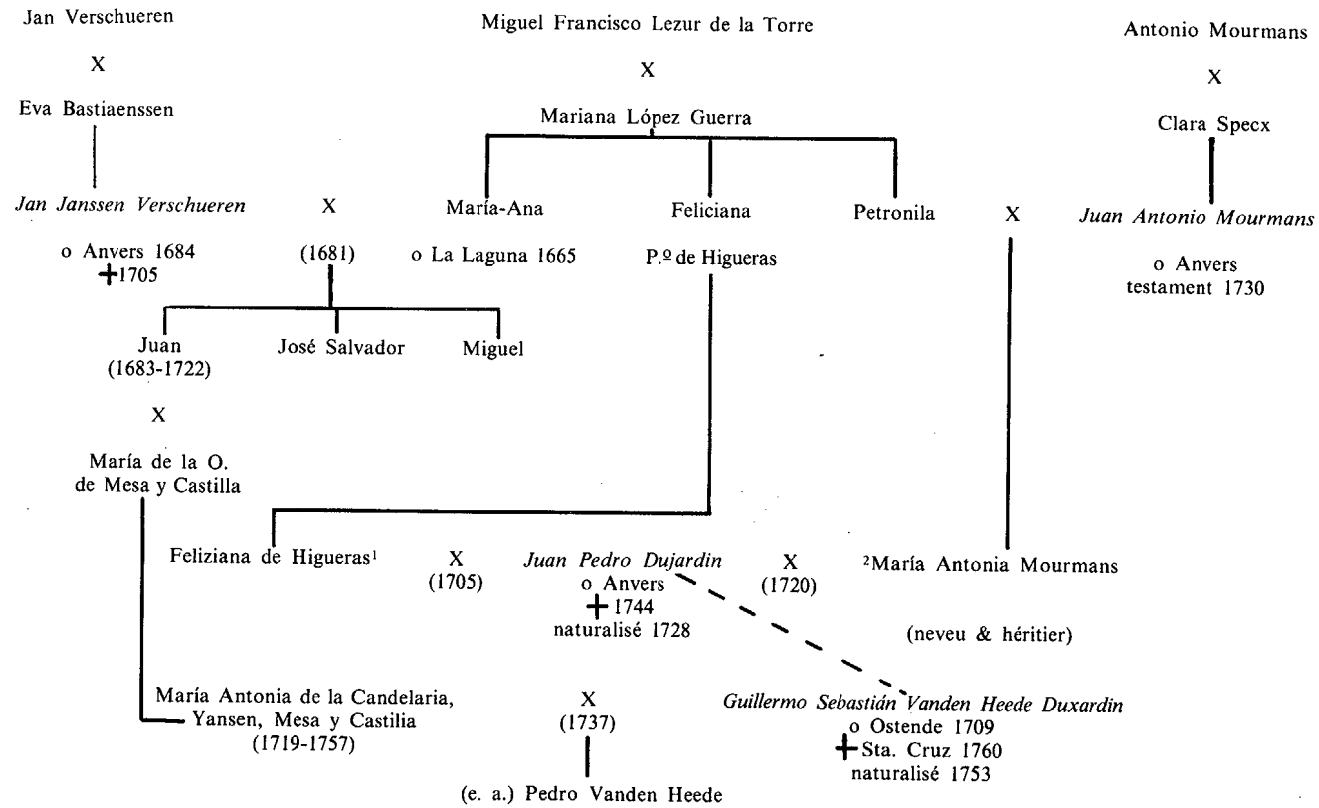 Jan Verschueren
Miguel Francisco Lezur de la Torre
Antonio Mourmans
X
X
X
Eva Bastiaenssen
Mariana López Guerra
Clara Specx
Jan Janssen Verschueren
X
María-Ana
Feliciana
Petronila
X
Juan Antonio Mourmans
o Anvers 1684
(1681)
o La Laguna 1665
P.º de Higueras
o Anvers
+1705
testament 1730
Juan
José Salvador
Miguel
(1683-1722)
X
María de la O.
de Mesa y Castilla
Feliziana de Higueras¹
X
Juan Pedro Dujardin
X
²María Antonia Mourmans
(1705)
o Anvers
(1720)
+ 1744
naturalisé 1728
(neveu & héritier)
María Antonia de la Candelaria,
X
Guillermo Sebastián Vanden Heede Duxardin
Yansen, Mesa y Castilia
(1737)
o Ostende 1709
(1719-1757)
+Sta. Cruz 1760
naturalisé 1753
(e. a.) Pedro Vanden Heede